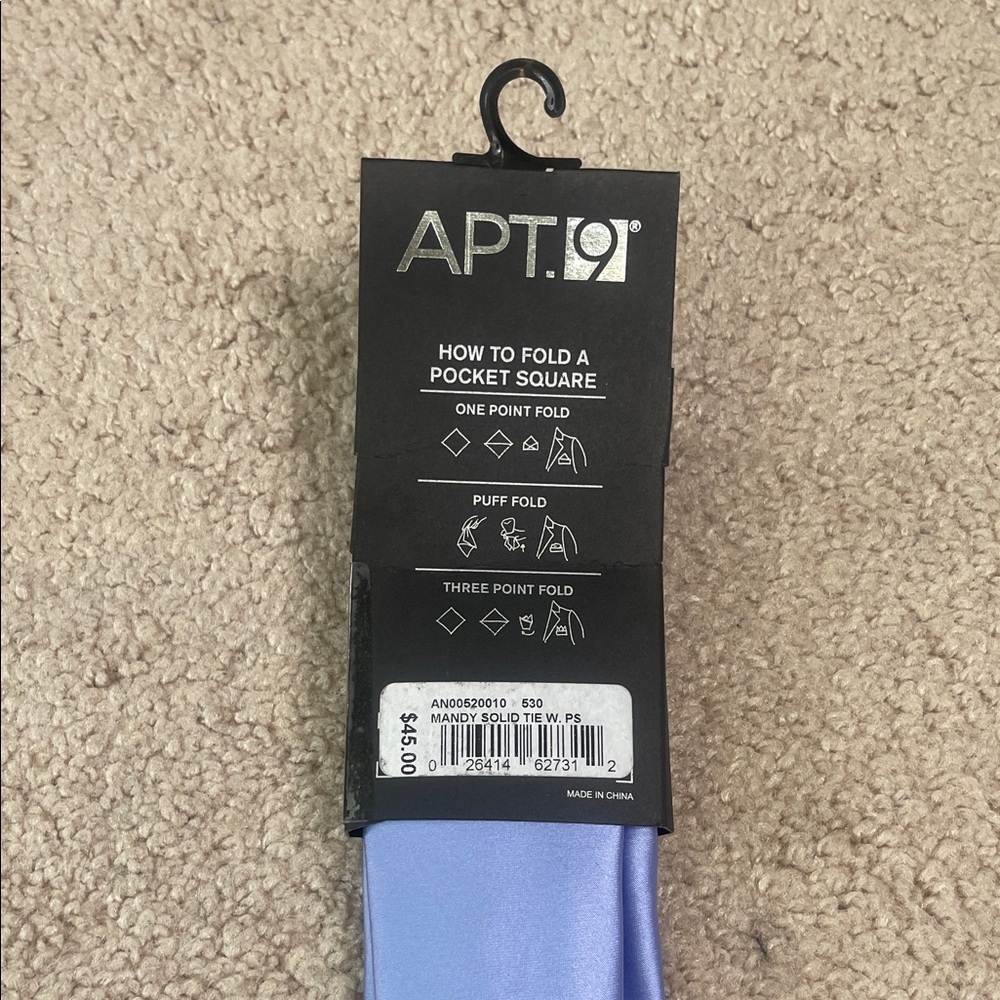 APT.9®
HOW TO FOLD A
POCKET SQUARE
ONE POINT FOLD
PUFF FOLD
THREE POINT FOLD
AN00520010 530
MANDY SOLID TIE W. PS
$45.00
0 26414 62731 2
MADE IN CHINA